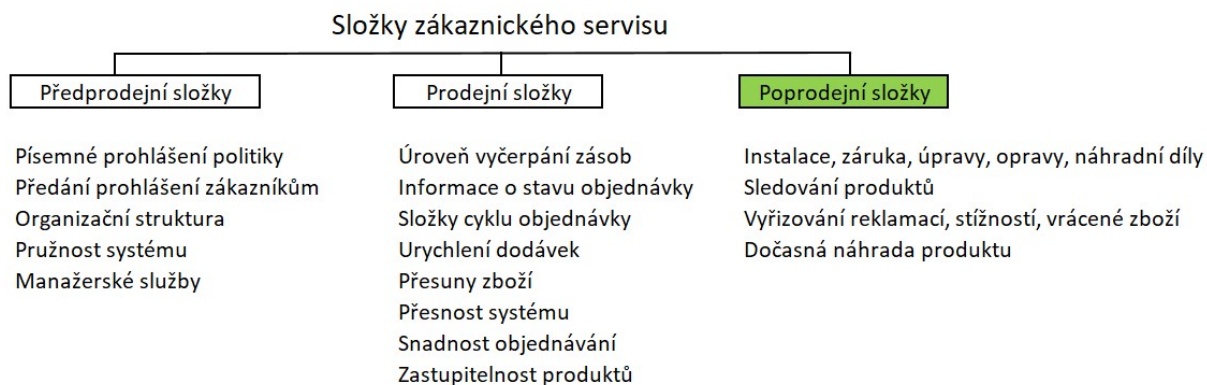 Složky zákaznického servisu
Předprodejní složky
Písemné prohlášení politiky
Předání prohlášení zákazníkům
Organizační struktura
Pružnost systému
Manažerské služby
Prodejní složky
Úroveň vyčerpání zásob
Informace o stavu objednávky
Složky cyklu objednávky
Urychlení dodávek
Přesuny zboží
Přesnost systému
Snadnost objednávání
Zastupitelnost produktů
Poprodejní složky
Instalace, záruka, úpravy, opravy, náhradní díly
Sledování produktů
Vyřizování reklamací, stížností, vrácené zboží
Dočasná náhrada produktu